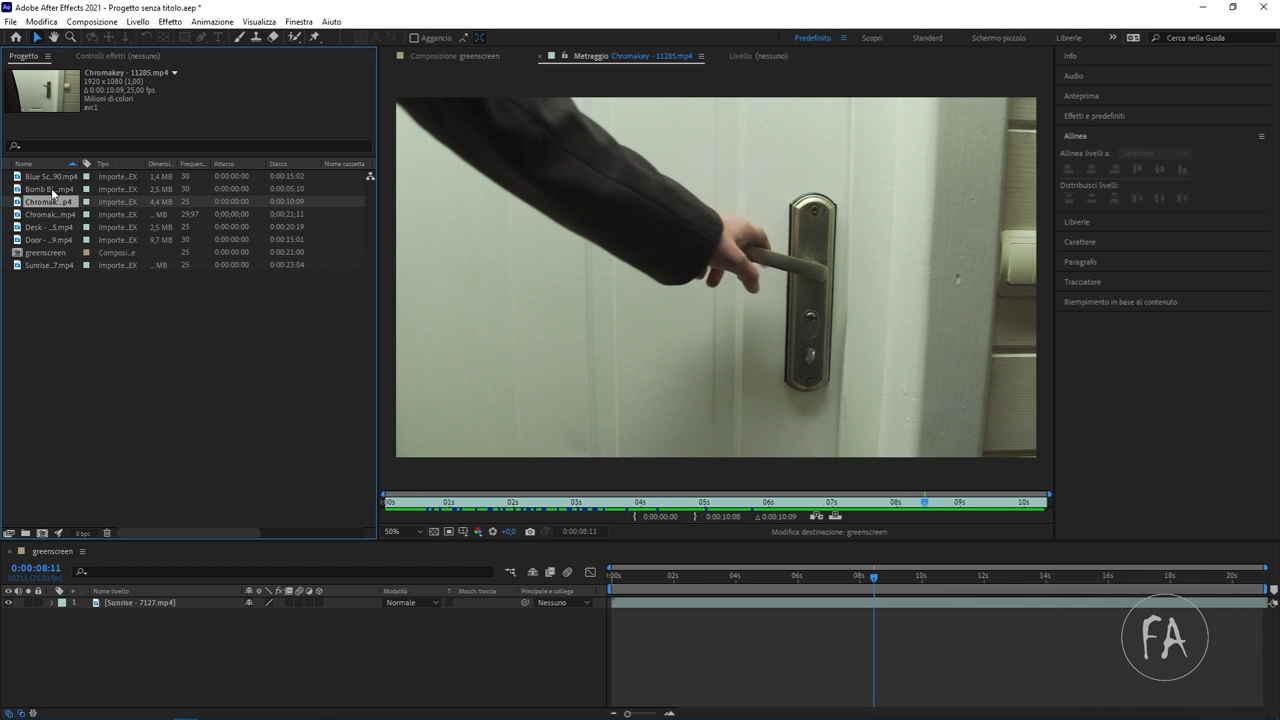 Adobe After Effects 2021 - Progetto senza titolo.aep *
File Modifica Composizione Livello Effetto Animazione Visualizza Finestra Aiuto
Aggancio
Predefinito Scopri Standard Schermo piccolo Librerie Cerca nella Guida
Progetto Controlli effetti (nessuno)
Chromakey - 11285.mp4
1920 x 1080 (1,00)
Δ 0:00:10:09, 25,00 fps
Milioni di colori
avc1
Nome Tipo Dimensi... Frequen... Attacco Stacco Nome cassetta
Blue Sc...90.mp4 Importe...EX 1,4 MB 30 0:00:00:00 0:00:15:02
Bomb B...mp4 Importe...EX 2,5 MB 30 0:00:00:00 0:00:05:10
Chromak...p4 Importe...EX 4,4 MB 25 0:00:00:00 0:00:10:09
Chromak...mp4 Importe...EX ... MB 29,97 0;00;00;00 0;00;21;11
Desk - ...5.mp4 Importe...EX 2,5 MB 25 0:00:00:00 0:00:20:19
Door - ...9.mp4 Importe...EX 9,7 MB 30 0:00:00:00 0:00:15:01
greenscreen Composi...e 25 0:00:00:00 0:00:21:00
Sunrise...7.mp4 Importe...EX ... MB 25 0:00:00:00 0:00:23:04
8 bpc
Composizione greenscreen
Metraggio Chromakey - 11285.mp4
Livello (nessuno)
:00s 01s 02s 03s 04s 05s 06s 07s 08s 09s 10s
0:00:00:00 0:00:10:08 Δ 0:00:10:09
50% +0,0 0:00:08:11 Modifica destinazione: greenscreen
Info
Audio
Anteprima
Effetti e predefiniti
Allinea
Allinea livelli a: Selezione
Distribuisci livelli:
Librerie
Carattere
Paragrafo
Tracciatore
Riempimento in base al contenuto
greenscreen
0:00:08:11
00211 (25.00 fps)
# Nome livello Modalità T Masch. traccia Principale e collega
1 [Sunrise - 7127.mp4] Normale Nessuno
:00s 02s 04s 06s 08s 10s 12s 14s 16s 18s 20s
FA